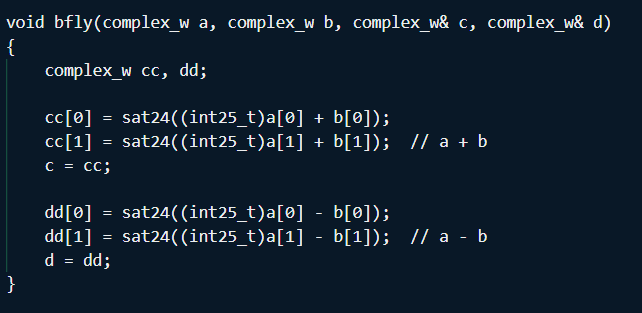 void bfly(complex_w a, complex_w b, complex_w& c, complex_w& d)
{
    complex_w cc, dd;

    cc[0] = sat24((int25_t)a[0] + b[0]);
    cc[1] = sat24((int25_t)a[1] + b[1]);  // a + b
    c = cc;

    dd[0] = sat24((int25_t)a[0] - b[0]);
    dd[1] = sat24((int25_t)a[1] - b[1]);  // a - b
    d = dd;
}